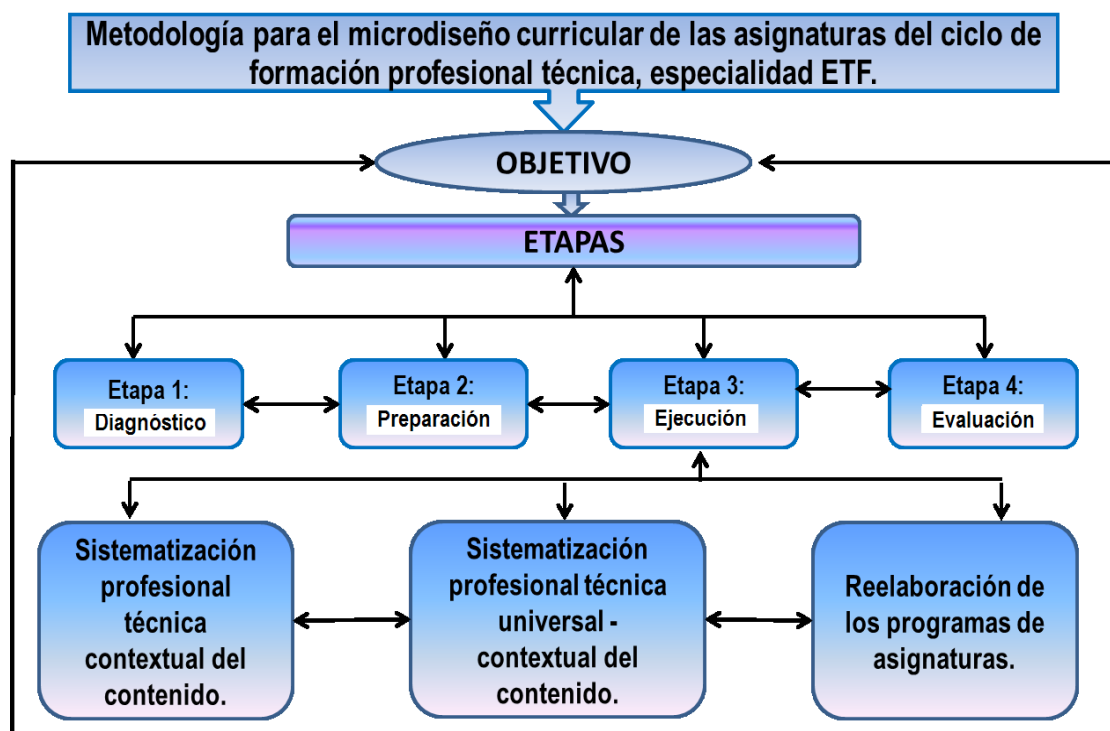 Metodología para el microdiseño curricular de las asignaturas del ciclo de
formación profesional técnica, especialidad ETF.
OBJETIVO
ETAPAS
Etapa 1:
Diagnóstico
Etapa 2:
Preparación
Etapa 3:
Ejecución
Etapa 4:
Evaluación
Sistematización
profesional
técnica
contextual del
contenido.
Sistematización
profesional técnica
universal -
contextual del
contenido.
Reelaboración de
los programas de
asignaturas.